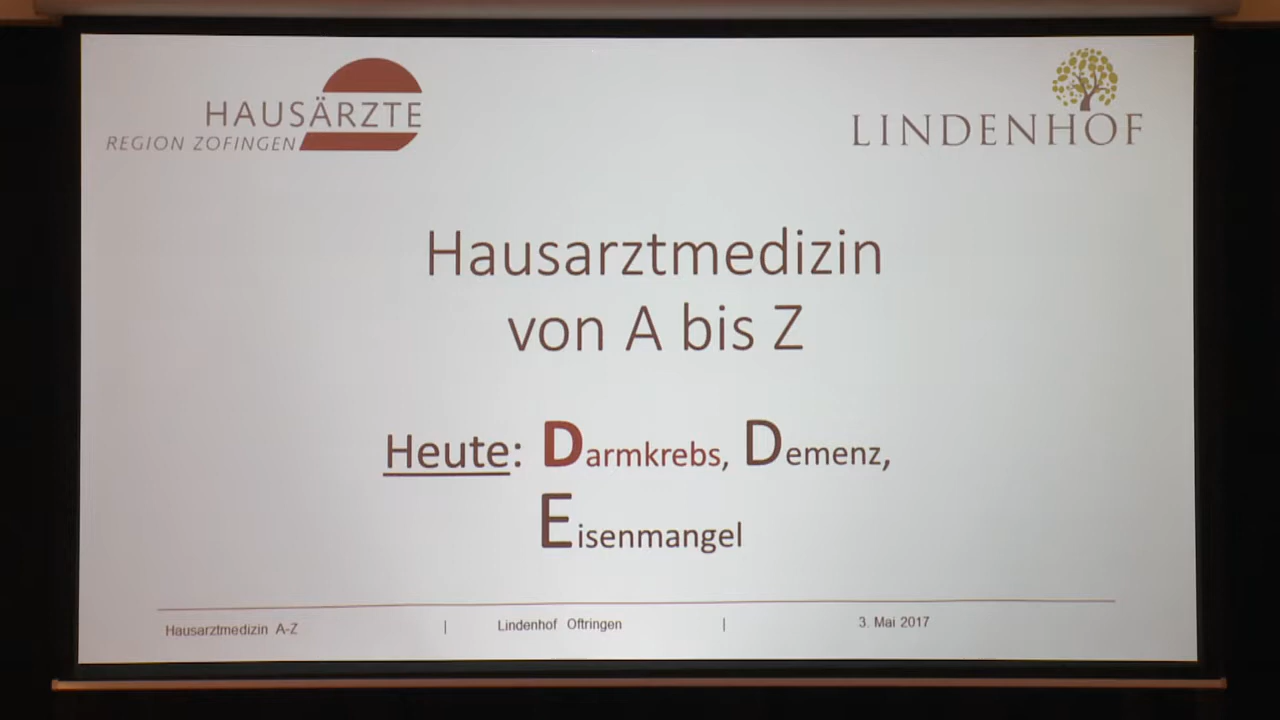 HAUSÄRZTE
REGION ZOFINGEN
LINDENHOF
Hausarztmedizin
von A bis Z
Heute: Darmkrebs, Demenz,
Eisenmangel
Hausarztmedizin A-Z | Lindenhof Oftringen | 3. Mai 2017